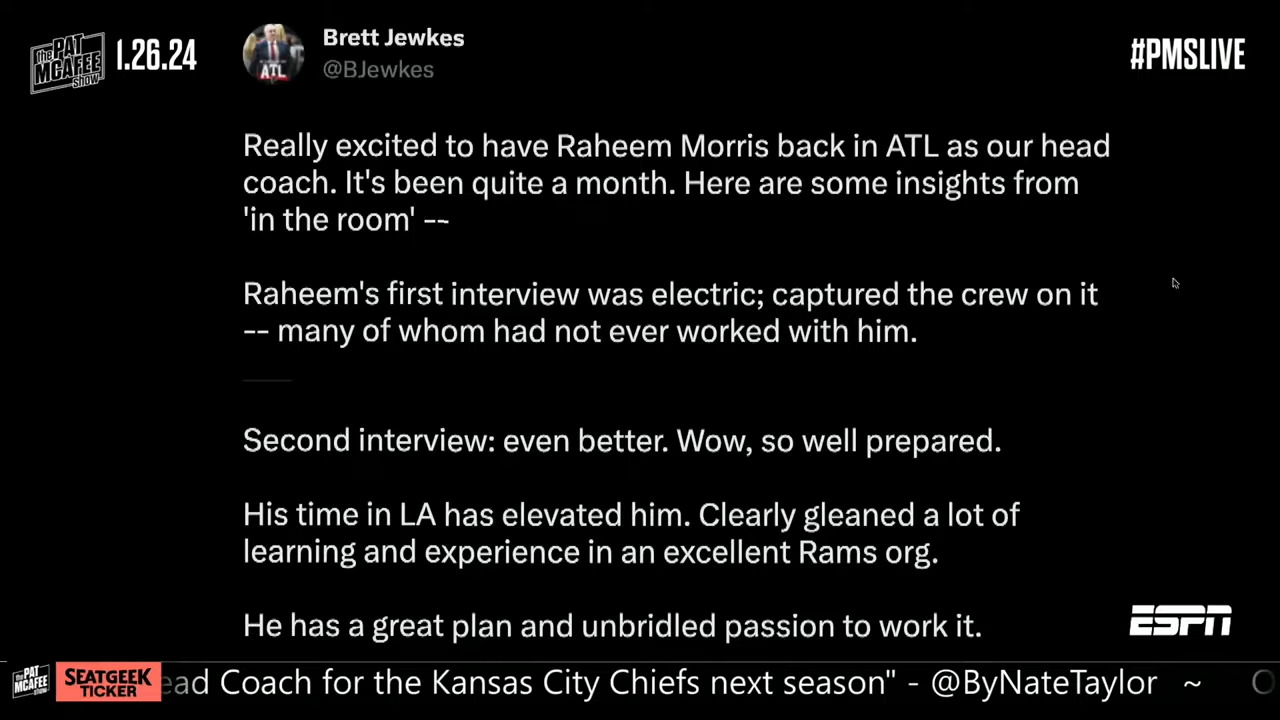 the PAT MCAFEE show
1.26.24
Brett Jewkes
@BJewkes
ATL
#PMSLIVE
Really excited to have Raheem Morris back in ATL as our head
coach. It's been quite a month. Here are some insights from
'in the room' --
Raheem's first interview was electric; captured the crew on it
-- many of whom had not ever worked with him.
Second interview: even better. Wow, so well prepared.
His time in LA has elevated him. Clearly gleaned a lot of
learning and experience in an excellent Rams org.
He has a great plan and unbridled passion to work it.
ESPN
the PAT MCAFEE show
SEATGEEK
TICKER
ead Coach for the Kansas City Chiefs next season" - @ByNateTaylor ~